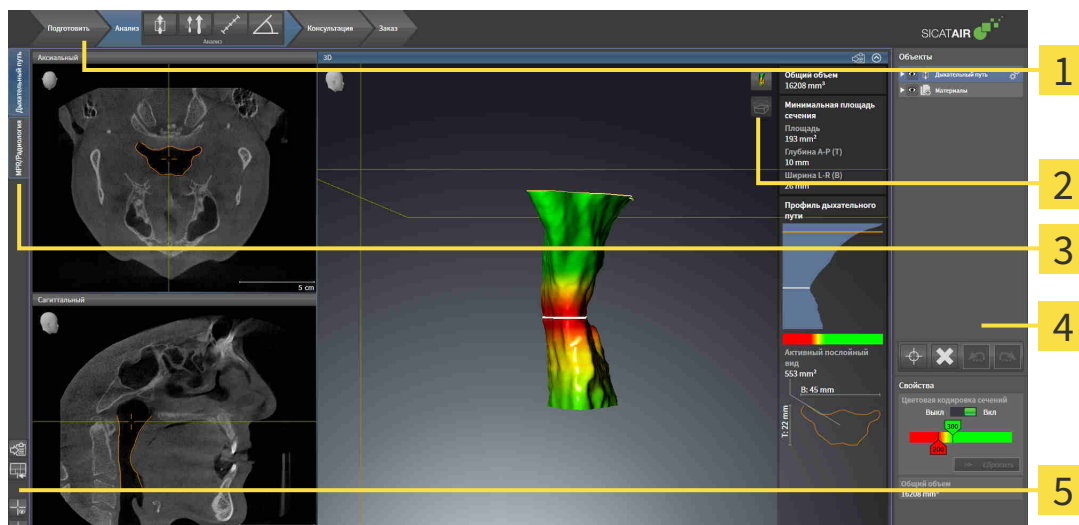 Подготовить
Анализ
Анализ
Консультация
Заказ
SICATAIR
Дыхательный путь
MPR/Радиология
Аксиальный
5 cm
Сагиттальный
3D
Общий объем
16208 mm³
Минимальная площадь
сечения
Площадь
193 mm²
Глубина A-P (T)
10 mm
Ширина L-R (B)
26 mm
Профиль дыхательного
пути
Активный послойный
вид
553 mm²
B: 45 mm
T: 22 mm
Объекты
Дыхательный путь
Материалы
Свойства
Цветовая кодировка сечений
Выкл
Вкл
300
200
Сбросить
Общий объем
16208 mm³
1
2
3
4
5